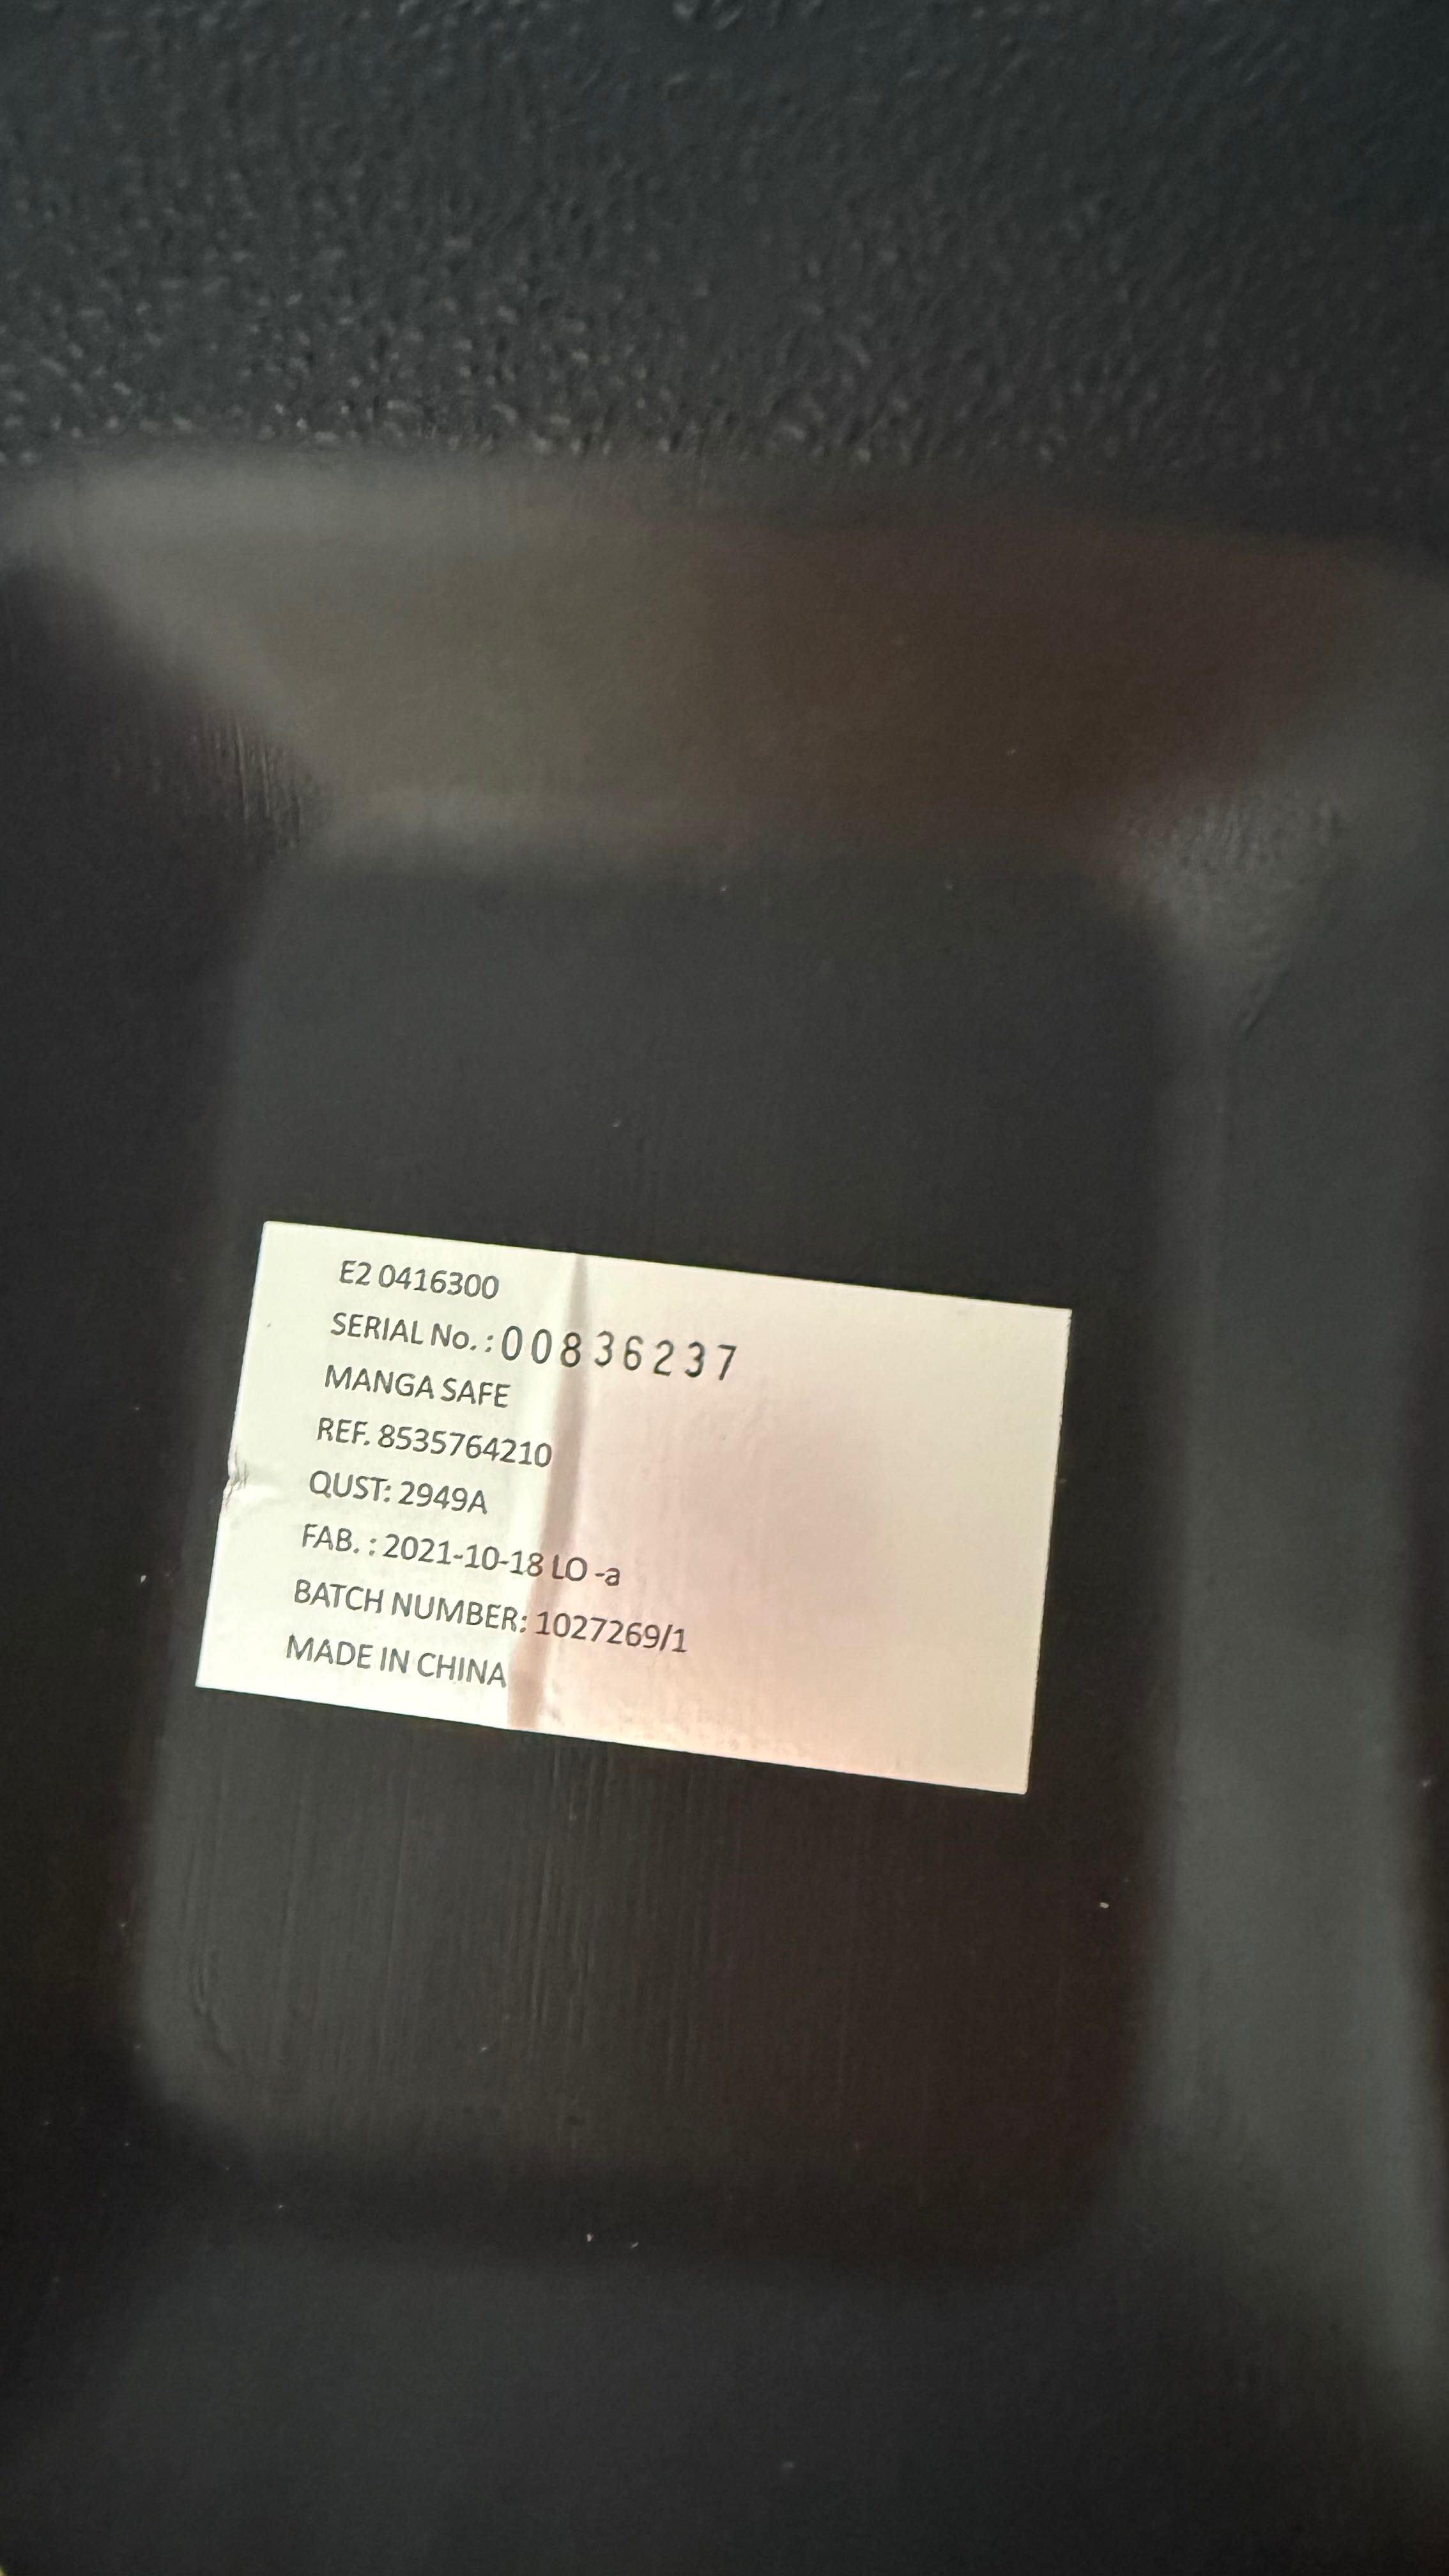 E2 0416300
SERIAL No. : 00836237
MANGA SAFE
REF. 8535764210
QUST: 2949A
FAB. : 2021-10-18 LO -a
BATCH NUMBER: 1027269/1
MADE IN CHINA